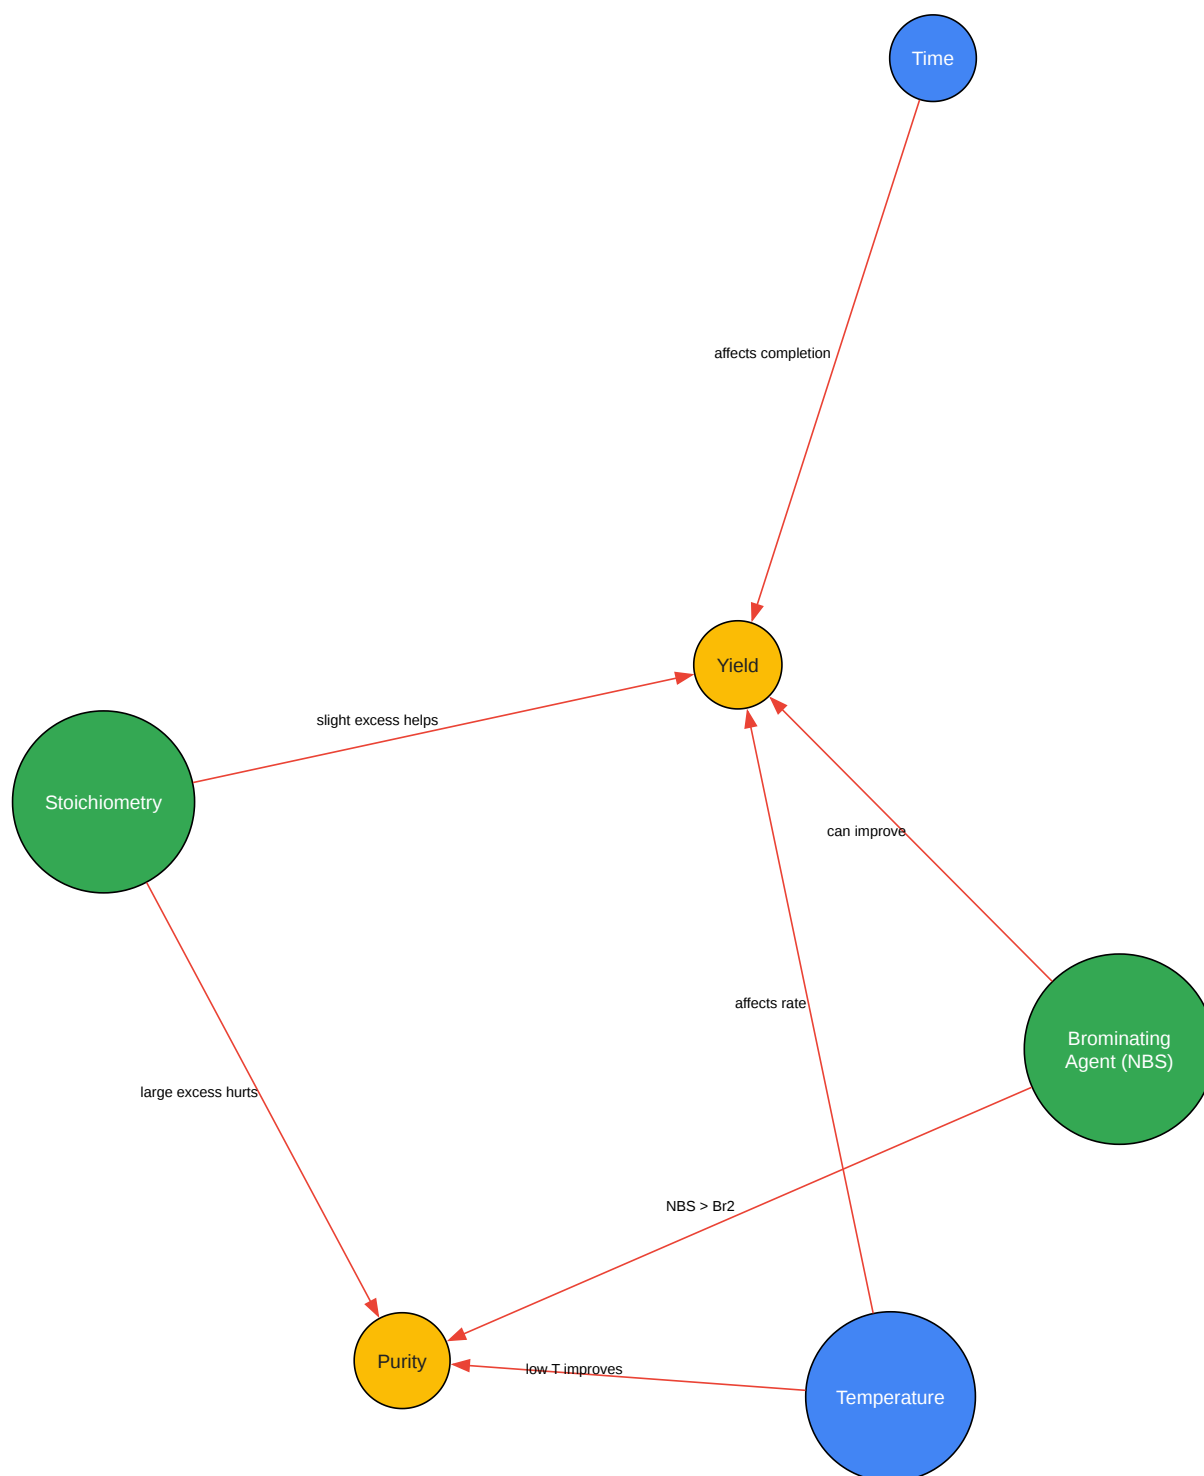 Time
affects completion
Yield
slight excess helps
Stoichiometry
can improve
affects rate
Brominating
Agent (NBS)
large excess hurts
NBS > Br2
Purity
low T improves
Temperature